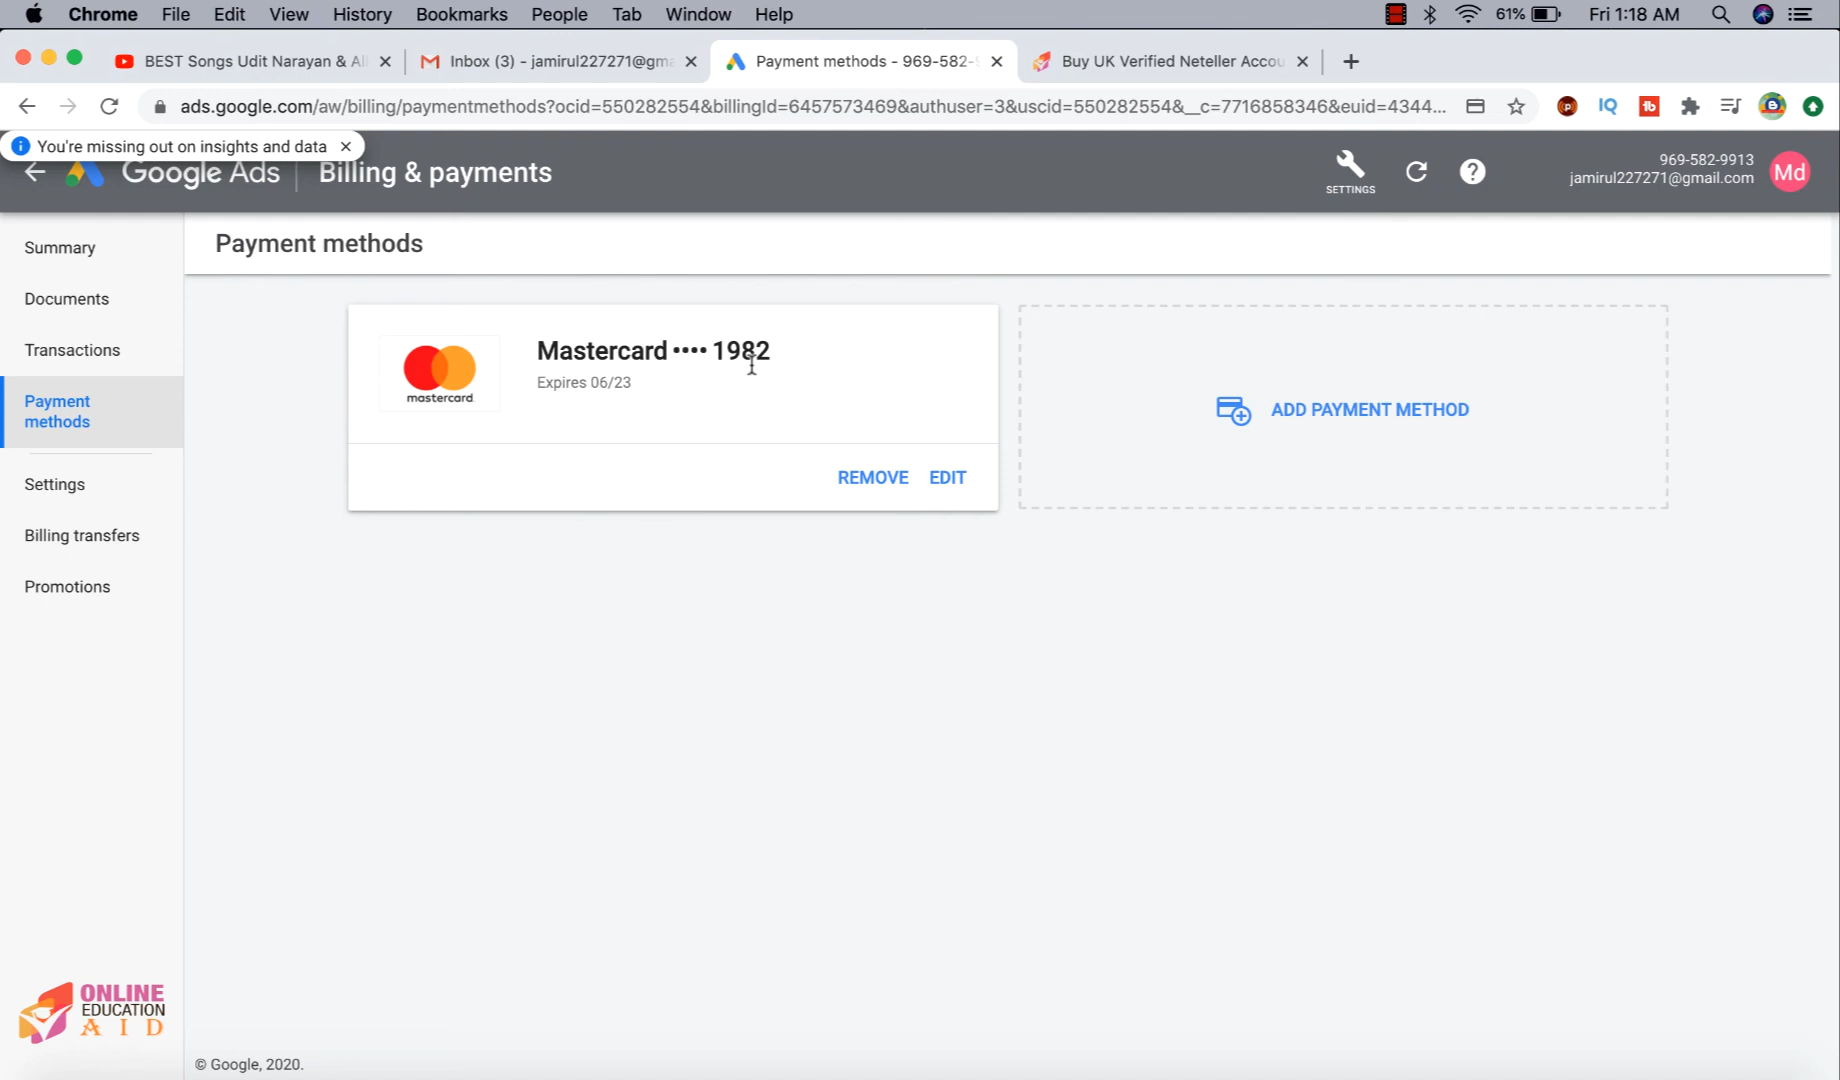 Chrome File Edit View History Bookmarks People Tab Window Help 61% Fri 1:18 AM
BEST Songs Udit Narayan & Al Inbox (3) - jamirul227271@gma Payment methods - 969-582- Buy UK Verified Neteller Accou
ads.google.com/aw/billing/paymentmethods?ocid=550282554&billingId=6457573469&authuser=3&uscid=550282554&__c=7716858346&euid=4344... IQ tb
You're missing out on insights and data
Google Ads Billing & payments
SETTINGS
969-582-9913
jamirul227271@gmail.com
Md
Summary
Documents
Transactions
Payment
methods
Settings
Billing transfers
Promotions
Payment methods
mastercard
Mastercard •••• 1982
Expires 06/23
REMOVE EDIT
ADD PAYMENT METHOD
ONLINE
EDUCATION
AID
© Google, 2020.